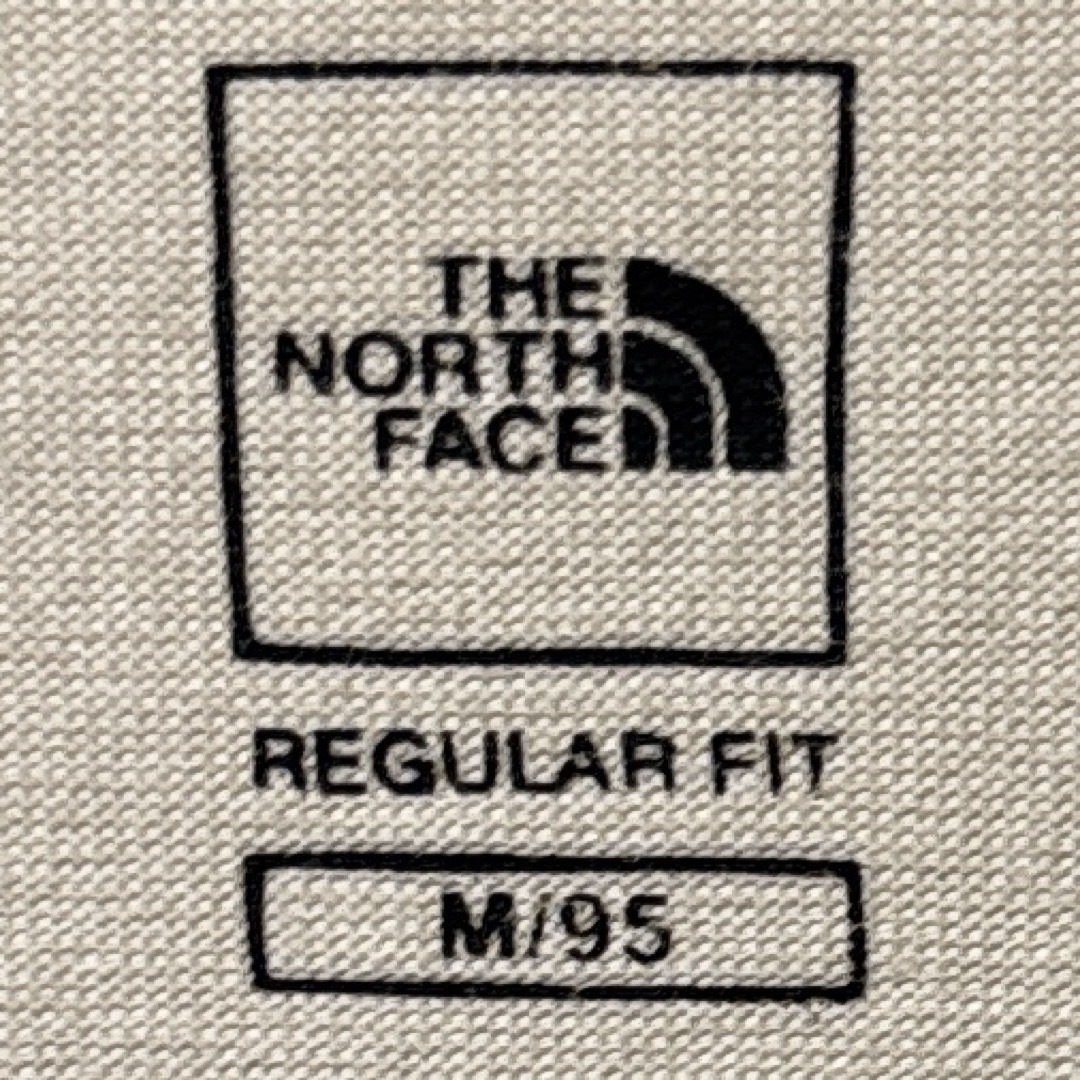 THE
NORTH
FACE
REGULAR FIT
M/95